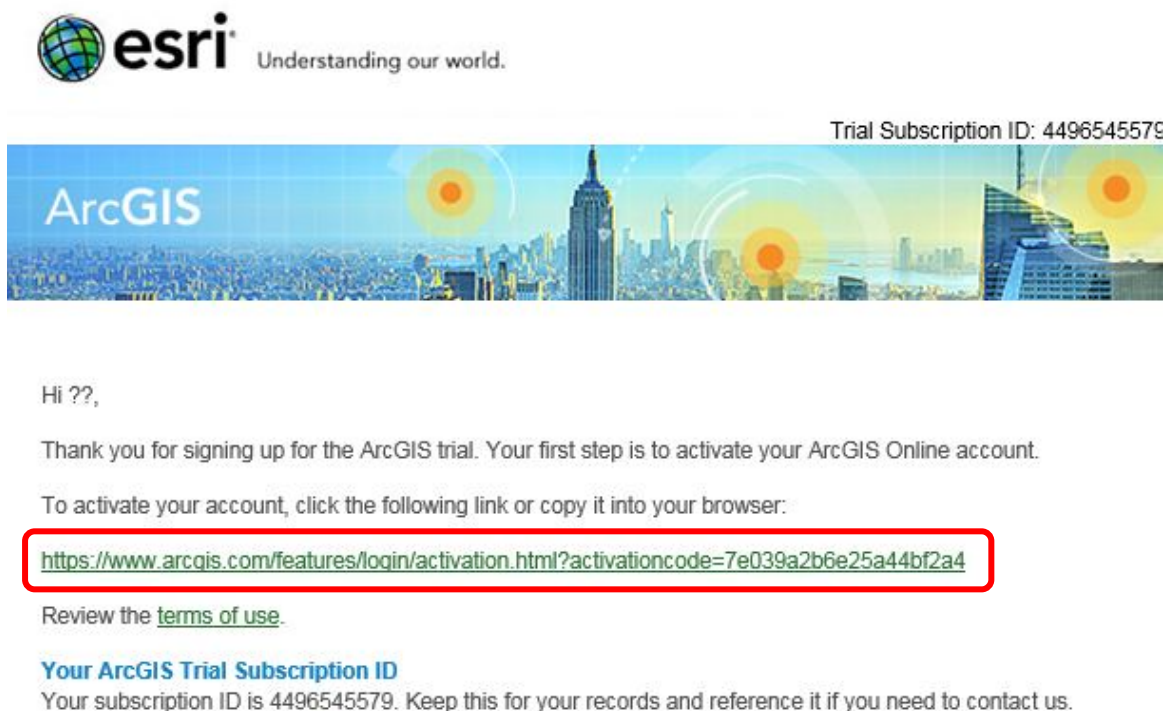 esri Understanding our world.
Trial Subscription ID: 4496545579
ArcGIS
Hi ??,
Thank you for signing up for the ArcGIS trial. Your first step is to activate your ArcGIS Online account.
To activate your account, click the following link or copy it into your browser:
https://www.arcgis.com/features/login/activation.html?activationcode=7e039a2b6e25a44bf2a4
Review the terms of use.
Your ArcGIS Trial Subscription ID
Your subscription ID is 4496545579. Keep this for your records and reference it if you need to contact us.